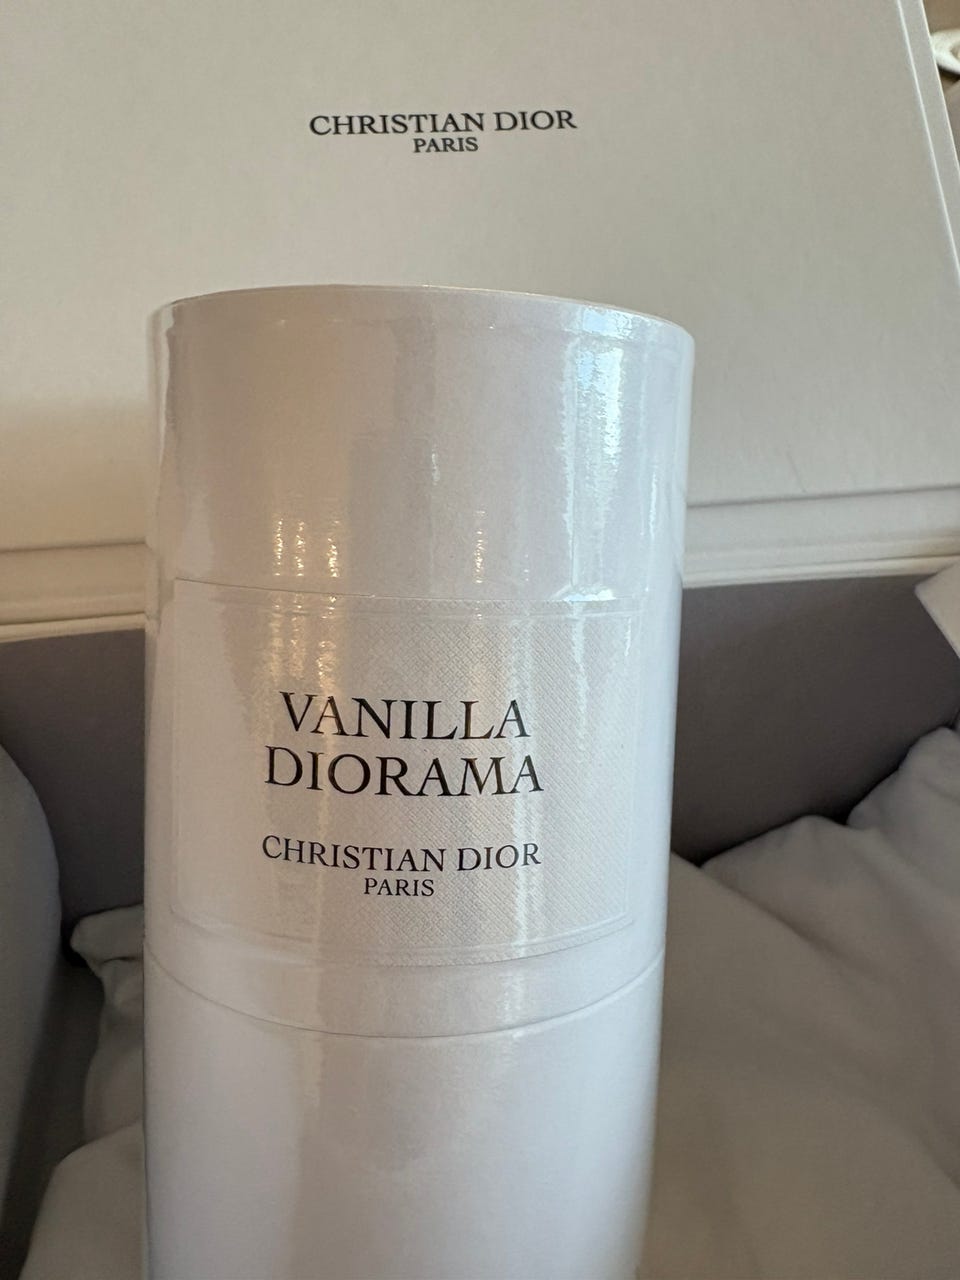 CHRISTIAN DIOR
PARIS
VANILLA
DIORAMA
CHRISTIAN DIOR
PARIS